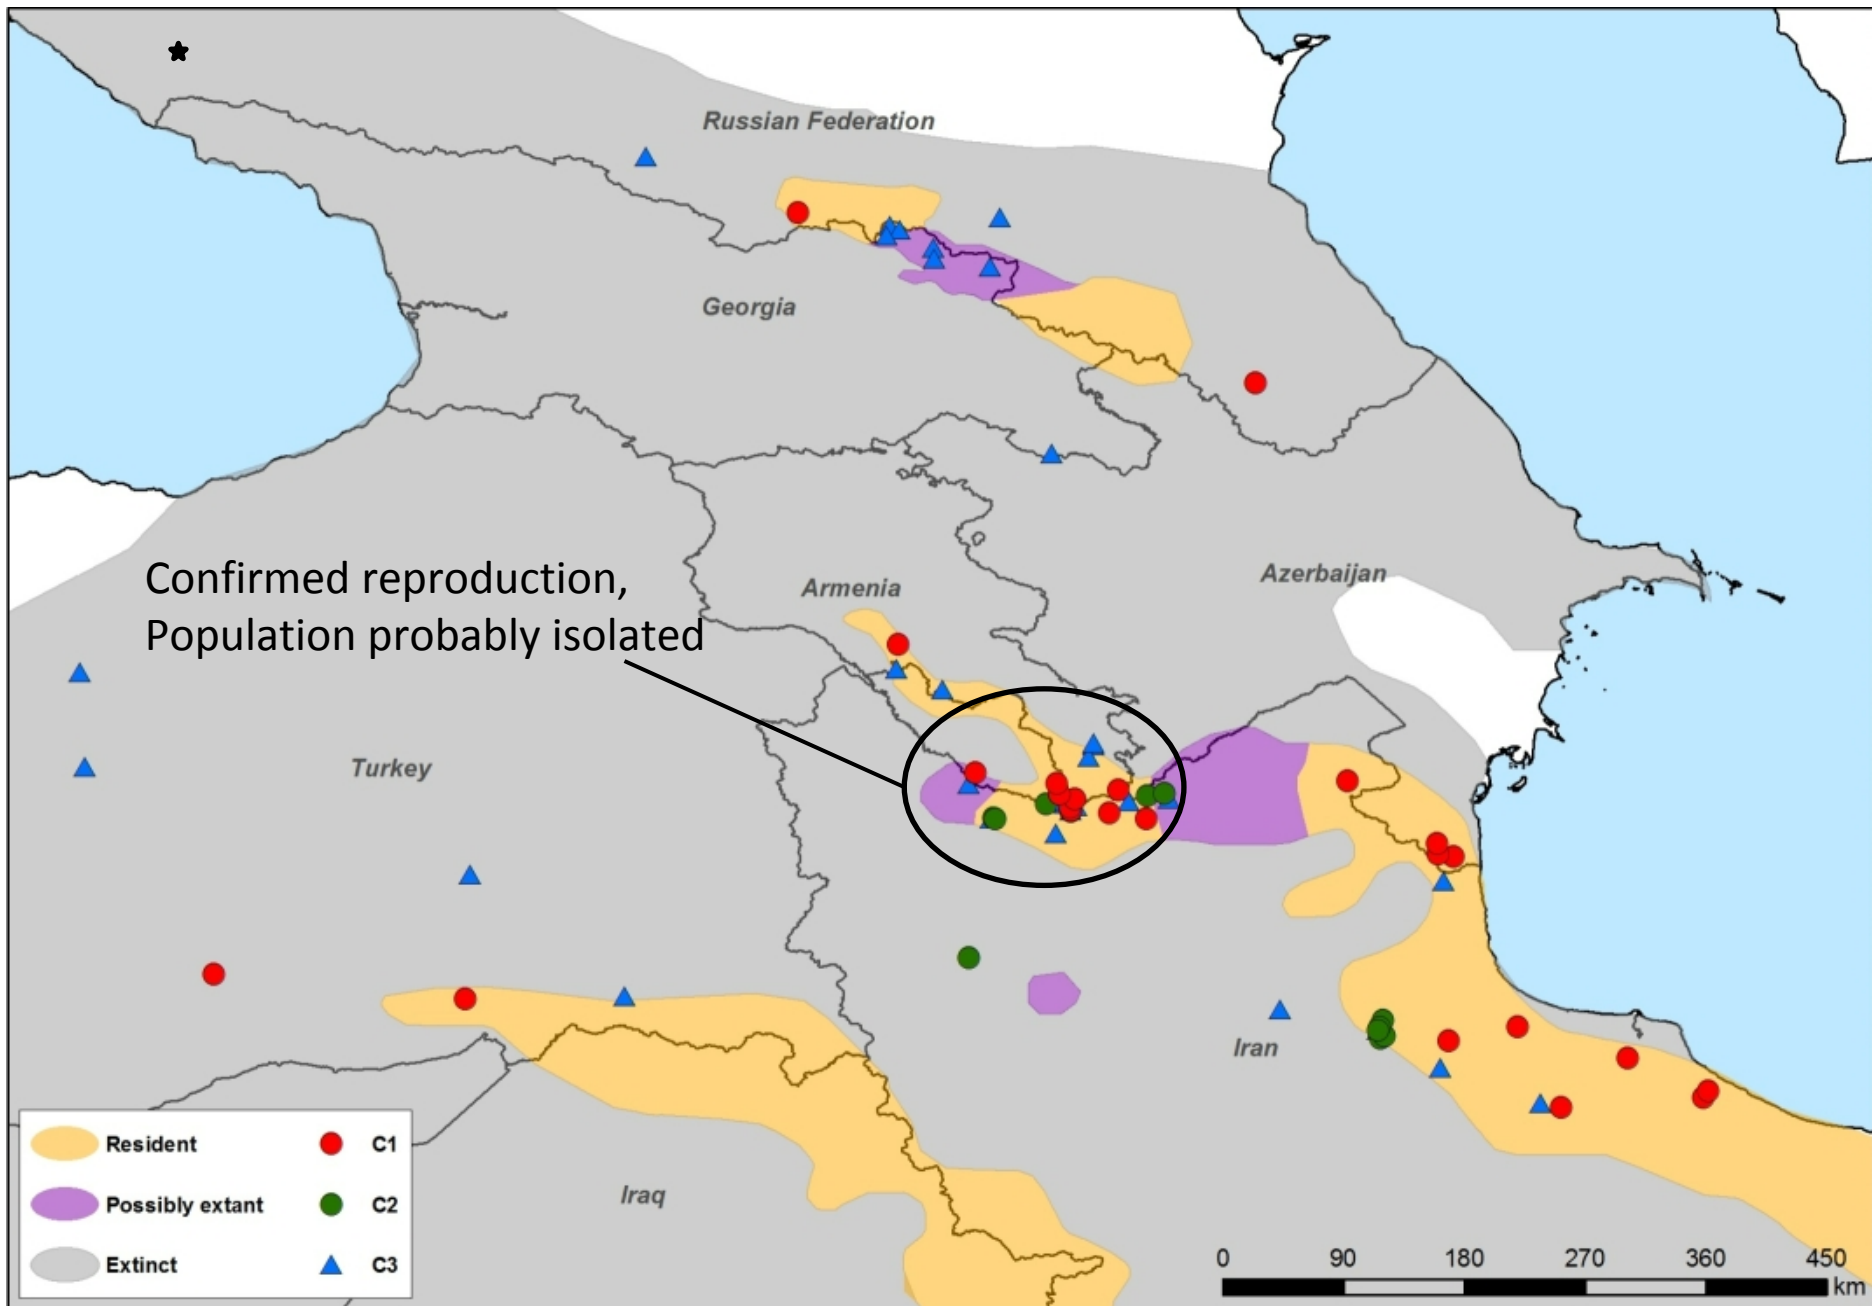 Russian Federation
Georgia
Confirmed reproduction,
Population probably isolated
Armenia
Azerbaijan
Turkey
Iran
Iraq
Resident
C1
Possibly extant
C2
Extinct
C3
0 90 180 270 360 450
km